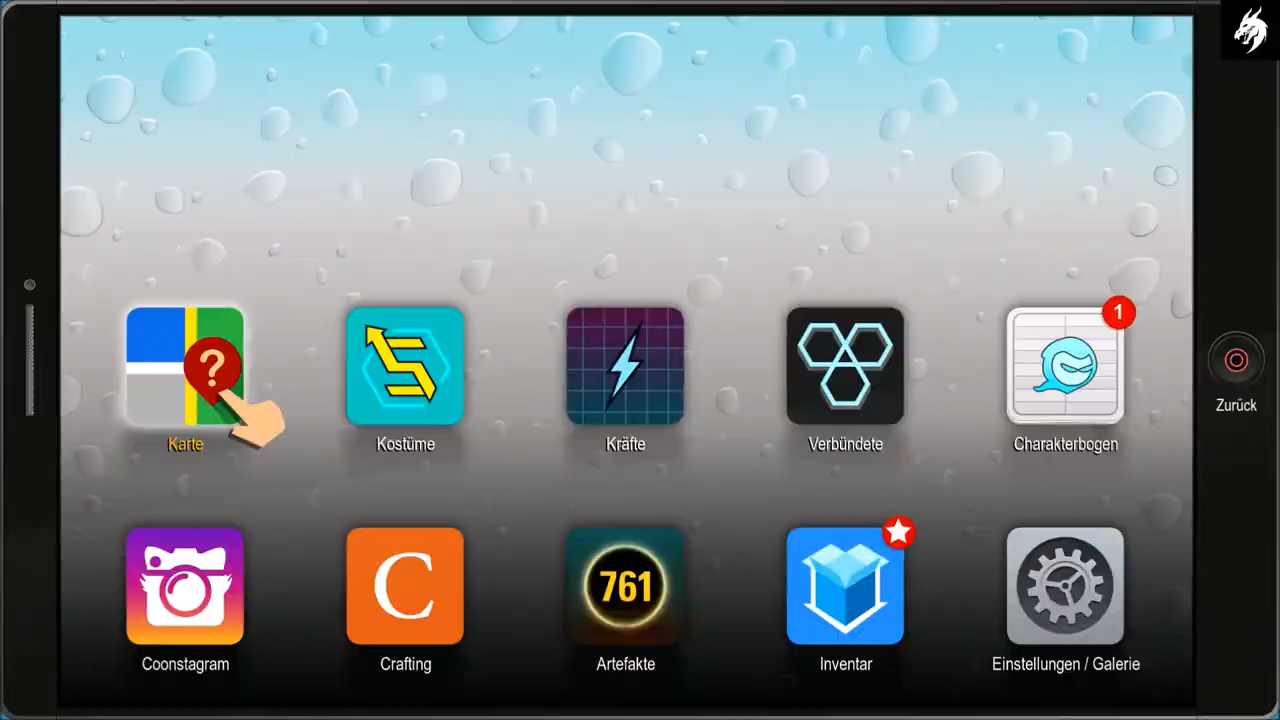 ?
1
Karte
Kostüme
Kräfte
Verbündete
Charakterbogen
Zurück
C
761
Coonstagram
Crafting
Artefakte
Inventar
Einstellungen / Galerie